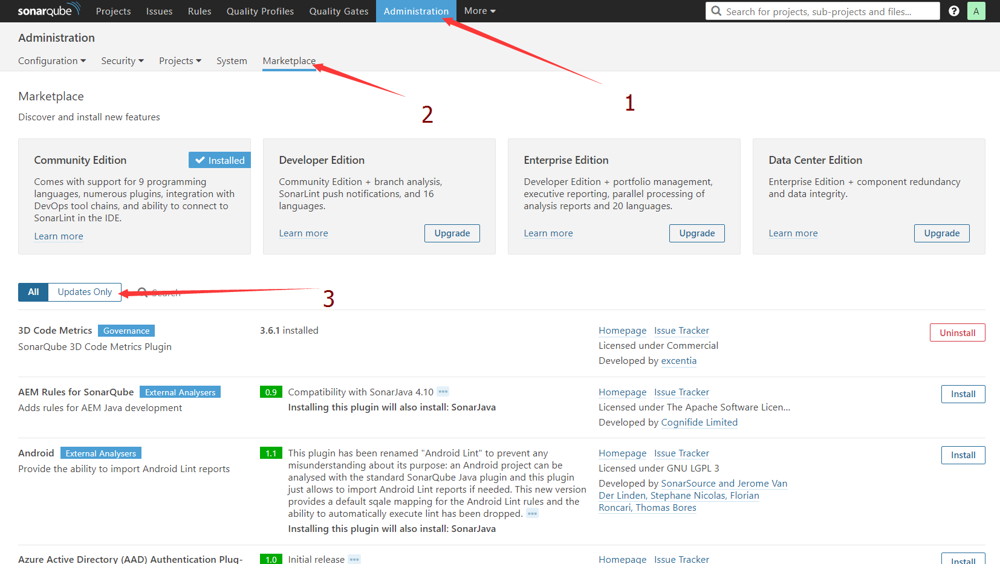 sonarqube Projects Issues Rules Quality Profiles Quality Gates Administration More Search for projects, sub-projects and files... ? A
Administration
Configuration Security Projects System Marketplace
1
2
Marketplace
Discover and install new features
Community Edition Installed
Comes with support for 9 programming
languages, numerous plugins, integration with
DevOps tool chains, and ability to connect to
SonarLint in the IDE.
Learn more
Developer Edition
Community Edition + branch analysis,
SonarLint push notifications, and 16
languages.
Learn more Upgrade
Enterprise Edition
Developer Edition + portfolio management,
executive reporting, parallel processing of
analysis reports and 20 languages.
Learn more Upgrade
Data Center Edition
Enterprise Edition + component redundancy
and data integrity.
Learn more Upgrade
All Updates Only Search
3
3D Code Metrics Governance
SonarQube 3D Code Metrics Plugin
3.6.1 installed
Homepage Issue Tracker
Licensed under Commercial
Developed by excentia
Uninstall
AEM Rules for SonarQube External Analysers
Adds rules for AEM Java development
0.9 Compatibility with SonarJava 4.10 •••
Installing this plugin will also install: SonarJava
Homepage Issue Tracker
Licensed under The Apache Software Licen...
Developed by Cognifide Limited
Install
Android External Analysers
Provide the ability to import Android Lint reports
1.1 This plugin has been renamed "Android Lint" to prevent any
misunderstanding about its purpose: an Android project can be
analysed with the standard SonarQube Java plugin and this plugin
just allows to import Android Lint reports if needed. This new version
provides a default sqale mapping for the Android Lint rules and the
ability to automatically execute lint has been dropped. •••
Installing this plugin will also install: SonarJava
Homepage Issue Tracker
Licensed under GNU LGPL 3
Developed by SonarSource and Jerome Van
Der Linden, Stephane Nicolas, Florian
Roncari, Thomas Bores
Install
Azure Active Directory (AAD) Authentication Plug-
1.0 Initial release •••
Homepage Issue Tracker
Install